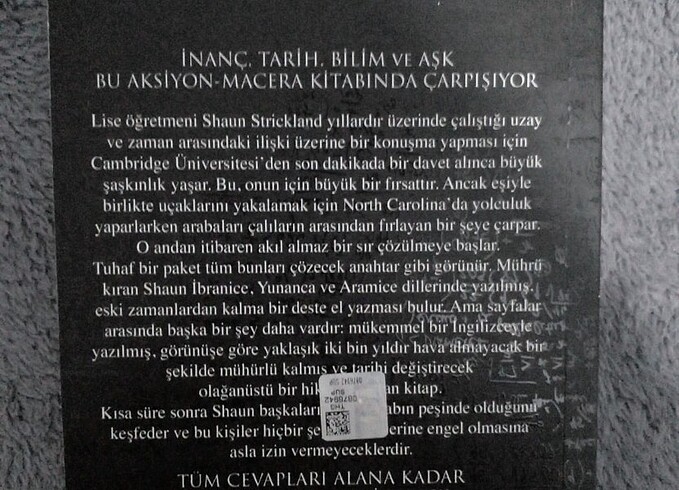 İNANÇ, TARİH, BİLİM VE AŞK
BU AKSİYON-MACERA KİTABINDA ÇARPIŞIYOR
Lise öğretmeni Shaun Strickland yıllardır üzerinde çalıştığı uzay
ve zaman arasındaki ilişki üzerine bir konuşma yapması için
Cambridge Üniversitesi'den son dakikada bir davet alınca büyük
şaşkınlık yaşar. Bu, onun için büyük bir fırsattır. Ancak eşiyle
birlikte uçaklarını yakalamak için North Carolina'da yolculuk
yaparlarken arabaları çalıların arasından fırlayan bir şeye çarpar.
O andan itibaren akıl almaz bir sır çözülmeye başlar.
Tuhaf bir paket tüm bunları çözecek anahtar gibi görünür. Mührü
kıran Shaun İbranice, Yunanca ve Aramice dillerinde yazılmış,
eski zamanlardan kalma bir deste el yazması bulur. Ama sayfalar
arasında başka bir şey daha vardır: mükemmel bir İngilizceyle
yazılmış, görünüşe göre yaklaşık iki bin yıldır hava almayacak bir
şekilde mühürlü kalmış ve tarihi değiştirecek
olağanüstü bir kitap.
Kısa süre sonra Shaun peşinde olduğunu
keşfeder ve bu kişiler hiçbir engel olmasına
asla izin vermeyeceklerdir.
TÜM CEVAPLARI ALANA KADAR